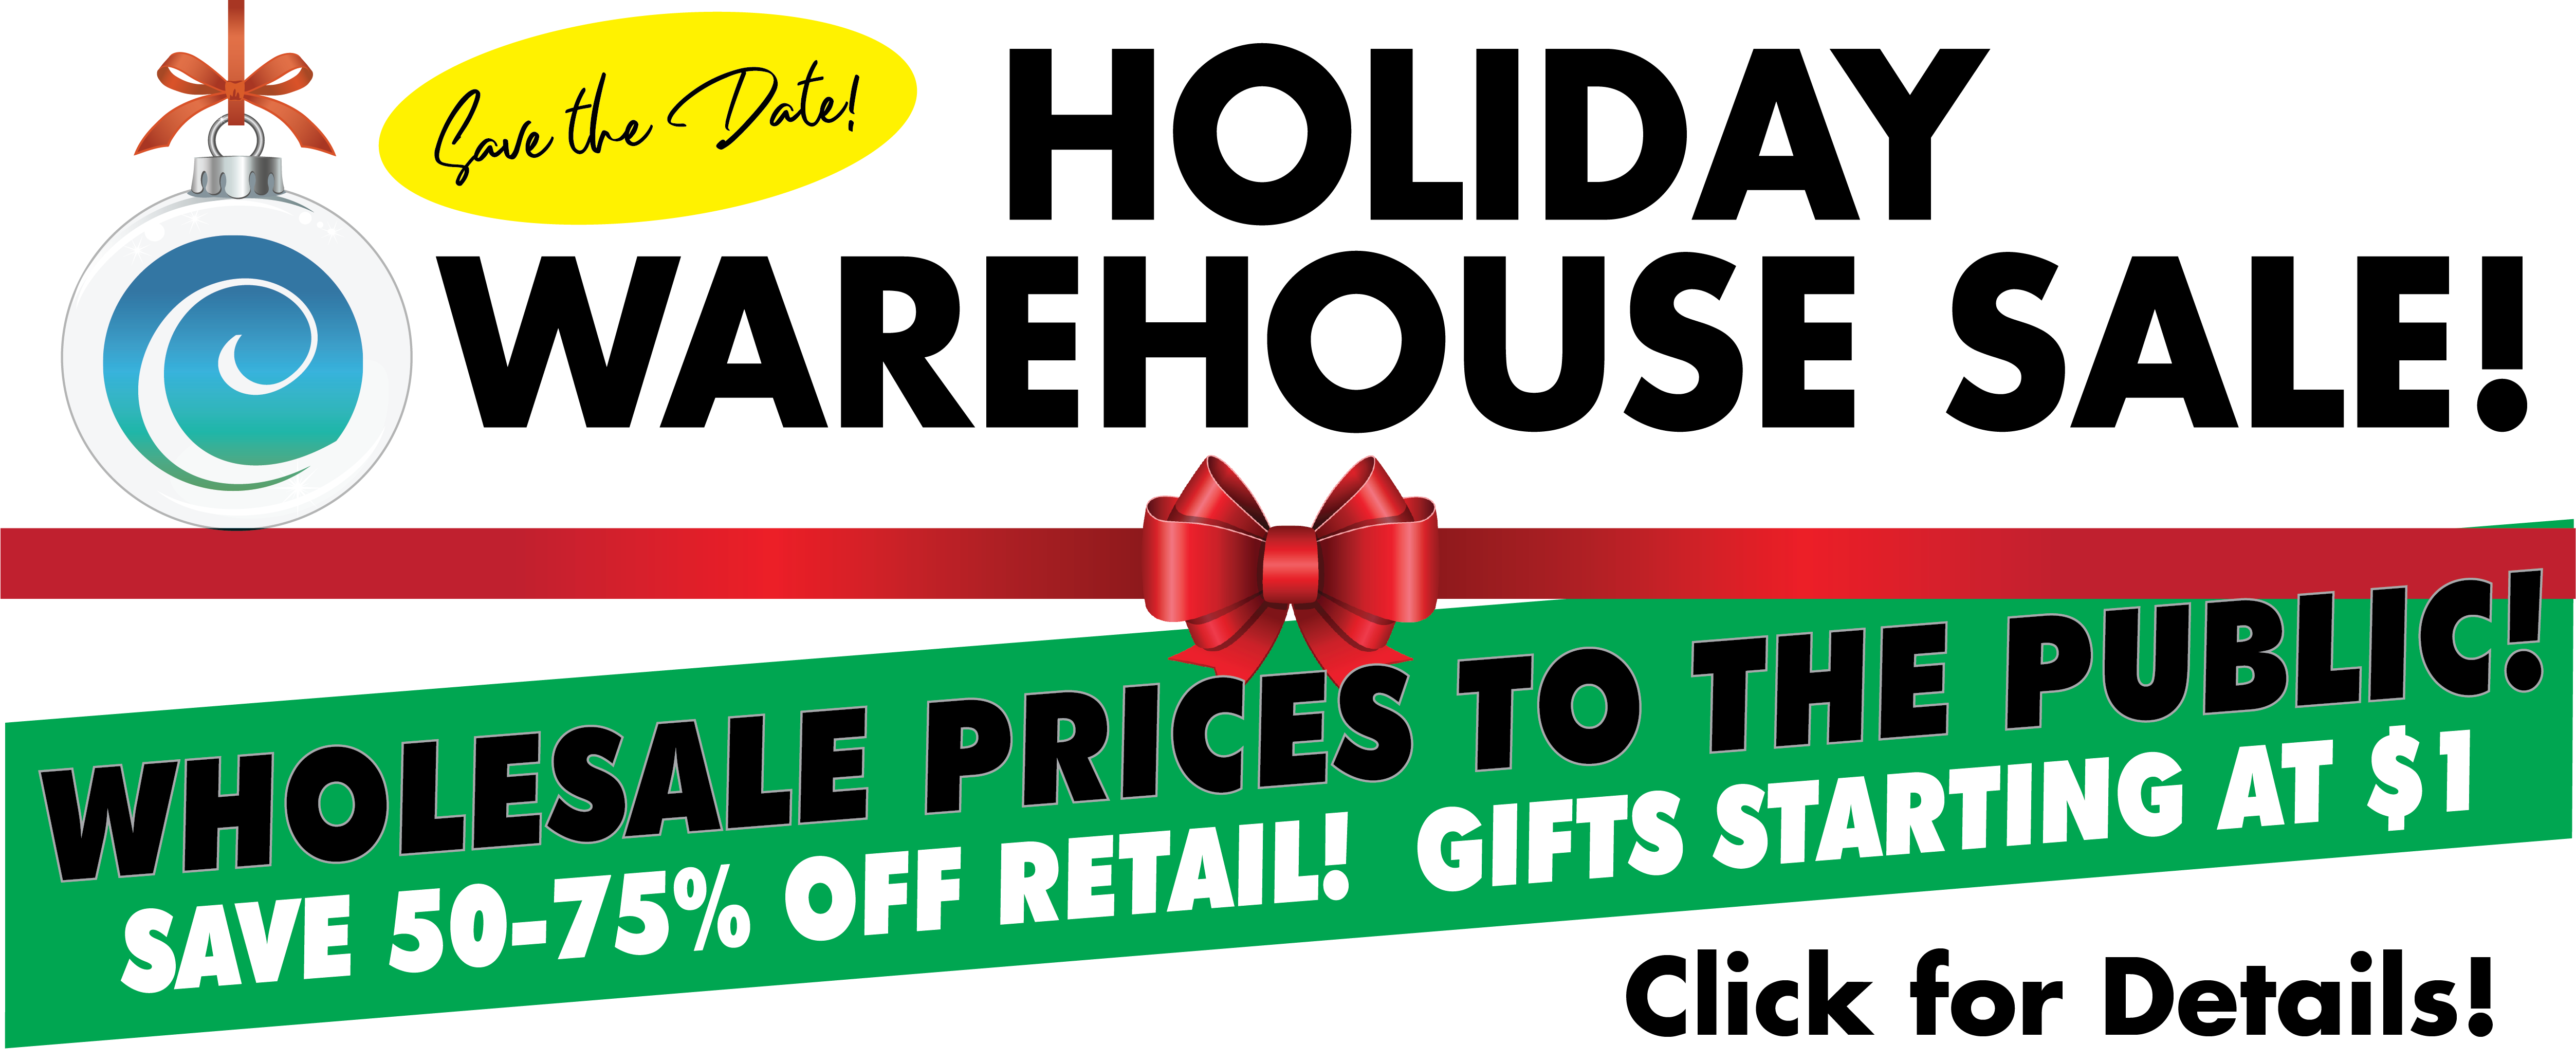 Save the Date!
HOLIDAY
WAREHOUSE SALE!
WHOLESALE PRICES TO THE PUBLIC!
SAVE 50-75% OFF RETAIL! GIFTS STARTING AT $1
Click for Details!